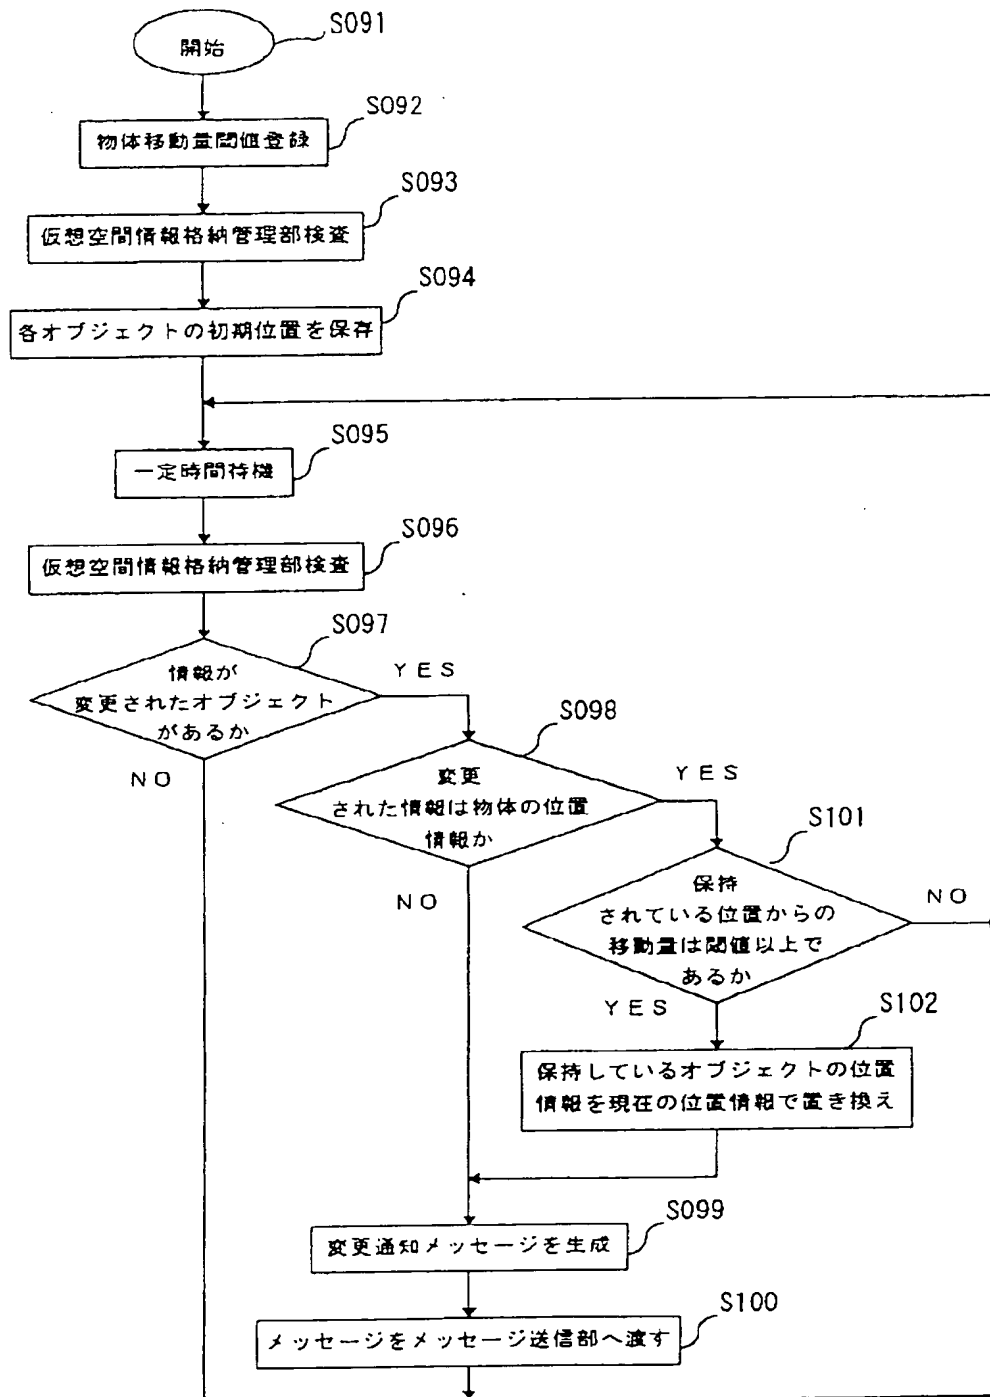 S091
開始
S092
物体移動量閾値登録
S093
仮想空間情報格納管理部検査
S094
各オブジェクトの初期位置を保存
S095
一定時間待機
S096
仮想空間情報格納管理部検査
S097
情報が
変更されたオブジェクト
があるか
YES
NO
S098
変更
された情報は物体の位置
情報か
YES
NO
S101
保持
されている位置からの
移動量は閾値以上で
あるか
NO
YES
S102
保持しているオブジェクトの位置
情報を現在の位置情報で置き換え
S099
変更通知メッセージを生成
S100
メッセージをメッセージ送信部へ渡す